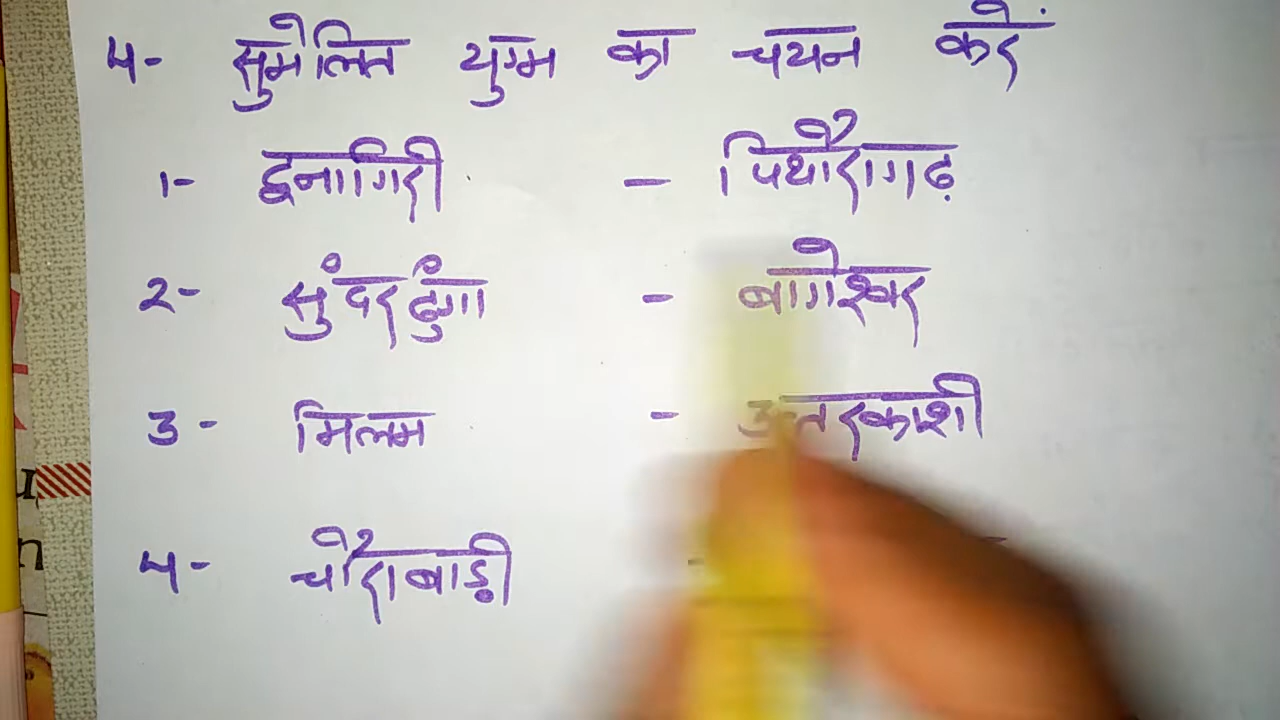 4- सुमेलित युग्म का चयन करें
1- द्वनागिरी - पिथौरागढ़
2- सुंदरढुंगा - बागेश्वर
3- मिलम - उत्तरकाशी
4- चोराबाड़ी -